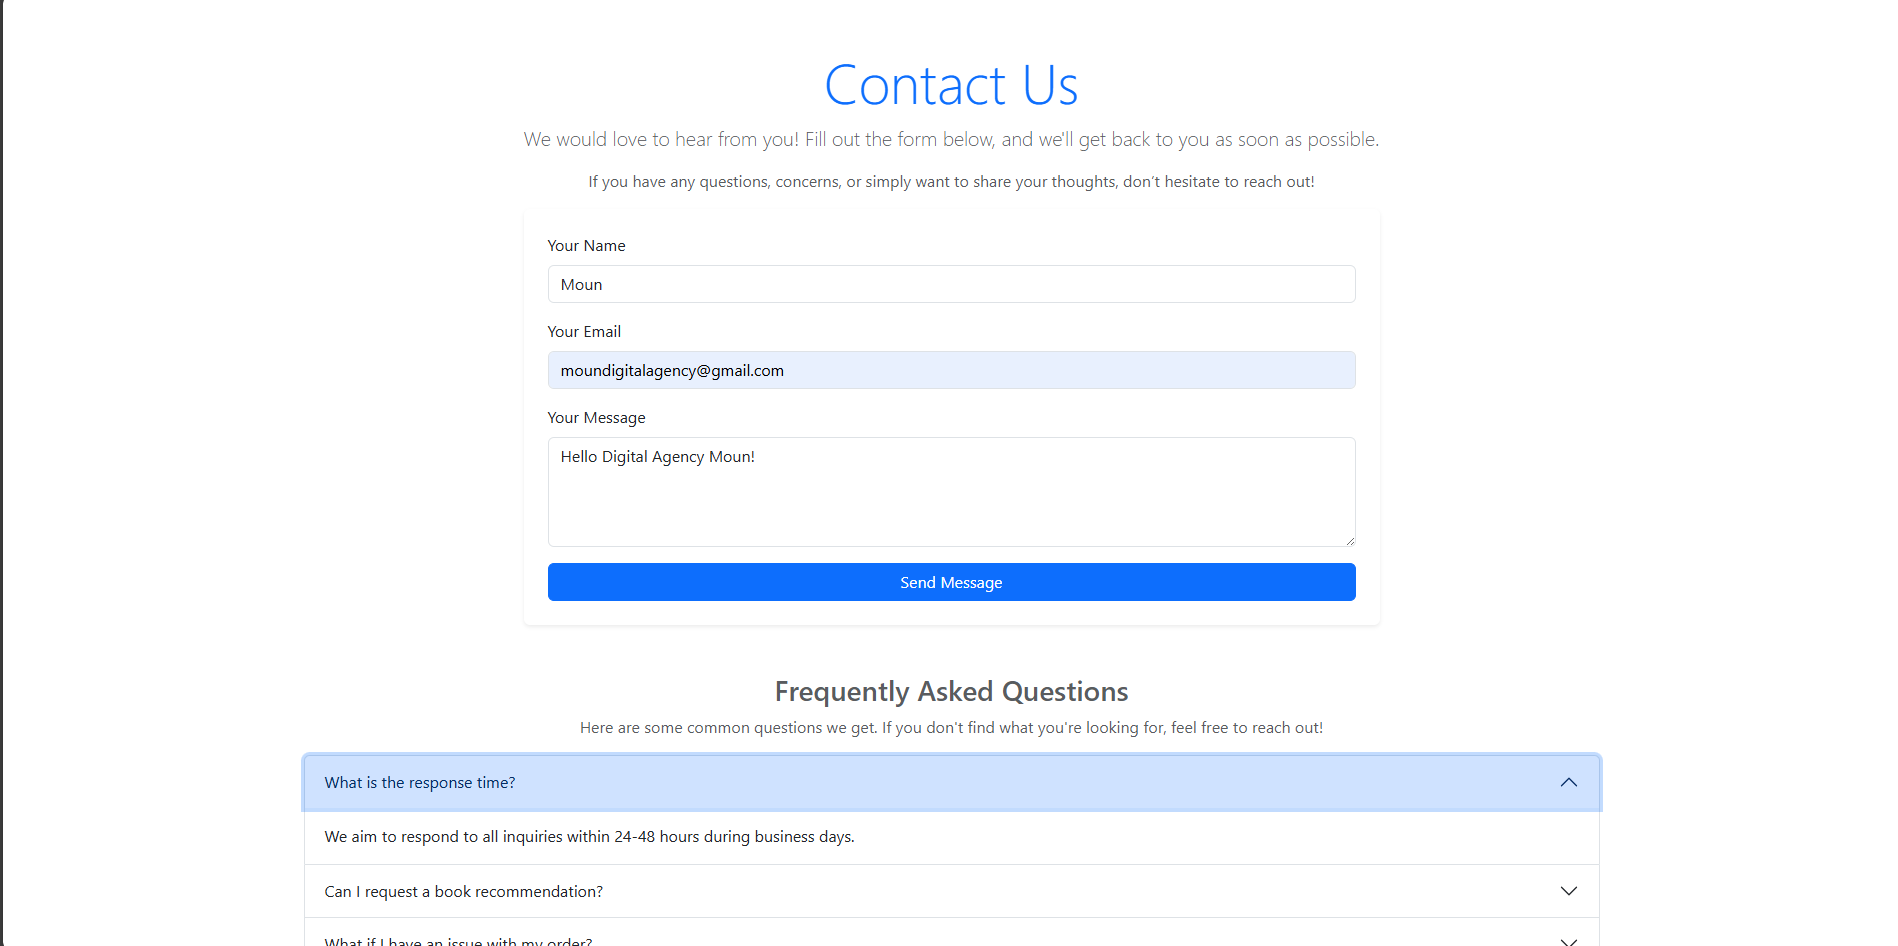 Contact Us
We would love to hear from you! Fill out the form below, and we'll get back to you as soon as possible.
If you have any questions, concerns, or simply want to share your thoughts, don’t hesitate to reach out!
Your Name
Moun
Your Email
moundigitalagency@gmail.com
Your Message
Hello Digital Agency Moun!
Send Message
Frequently Asked Questions
Here are some common questions we get. If you don't find what you're looking for, feel free to reach out!
What is the response time?
We aim to respond to all inquiries within 24-48 hours during business days.
Can I request a book recommendation?
What if I have an issue with my order?